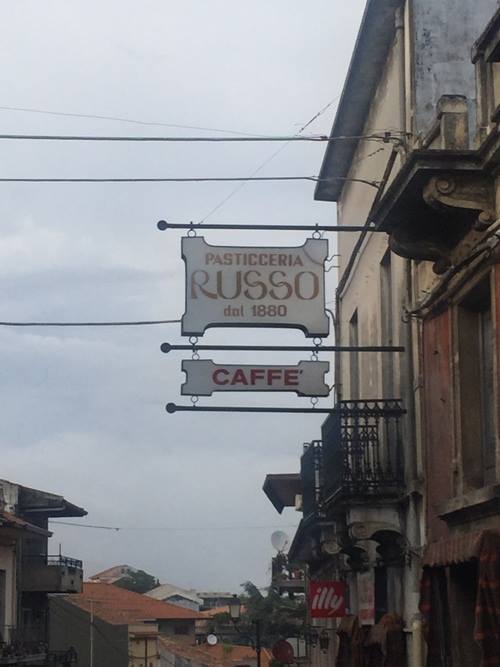 PASTICCERIA
RUSSO
dal 1880
CAFFE'
illy